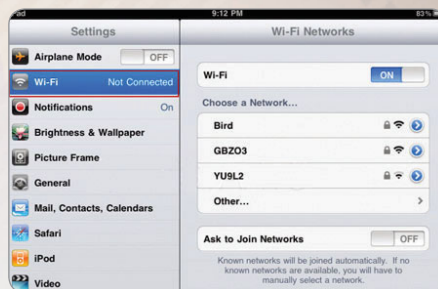 Pad
9:12 PM
83%
Settings
Wi-Fi Networks
Airplane Mode
OFF
Wi-Fi
Not Connected
Notifications
On
Brightness & Wallpaper
Picture Frame
General
Mail, Contacts, Calendars
Safari
iPod
Video
Wi-Fi
ON
Choose a Network...
Bird
GBZO3
YU9L2
Other...
Ask to Join Networks
OFF
Known networks will be joined automatically. If no
known networks are available, you will have to
manually select a network.